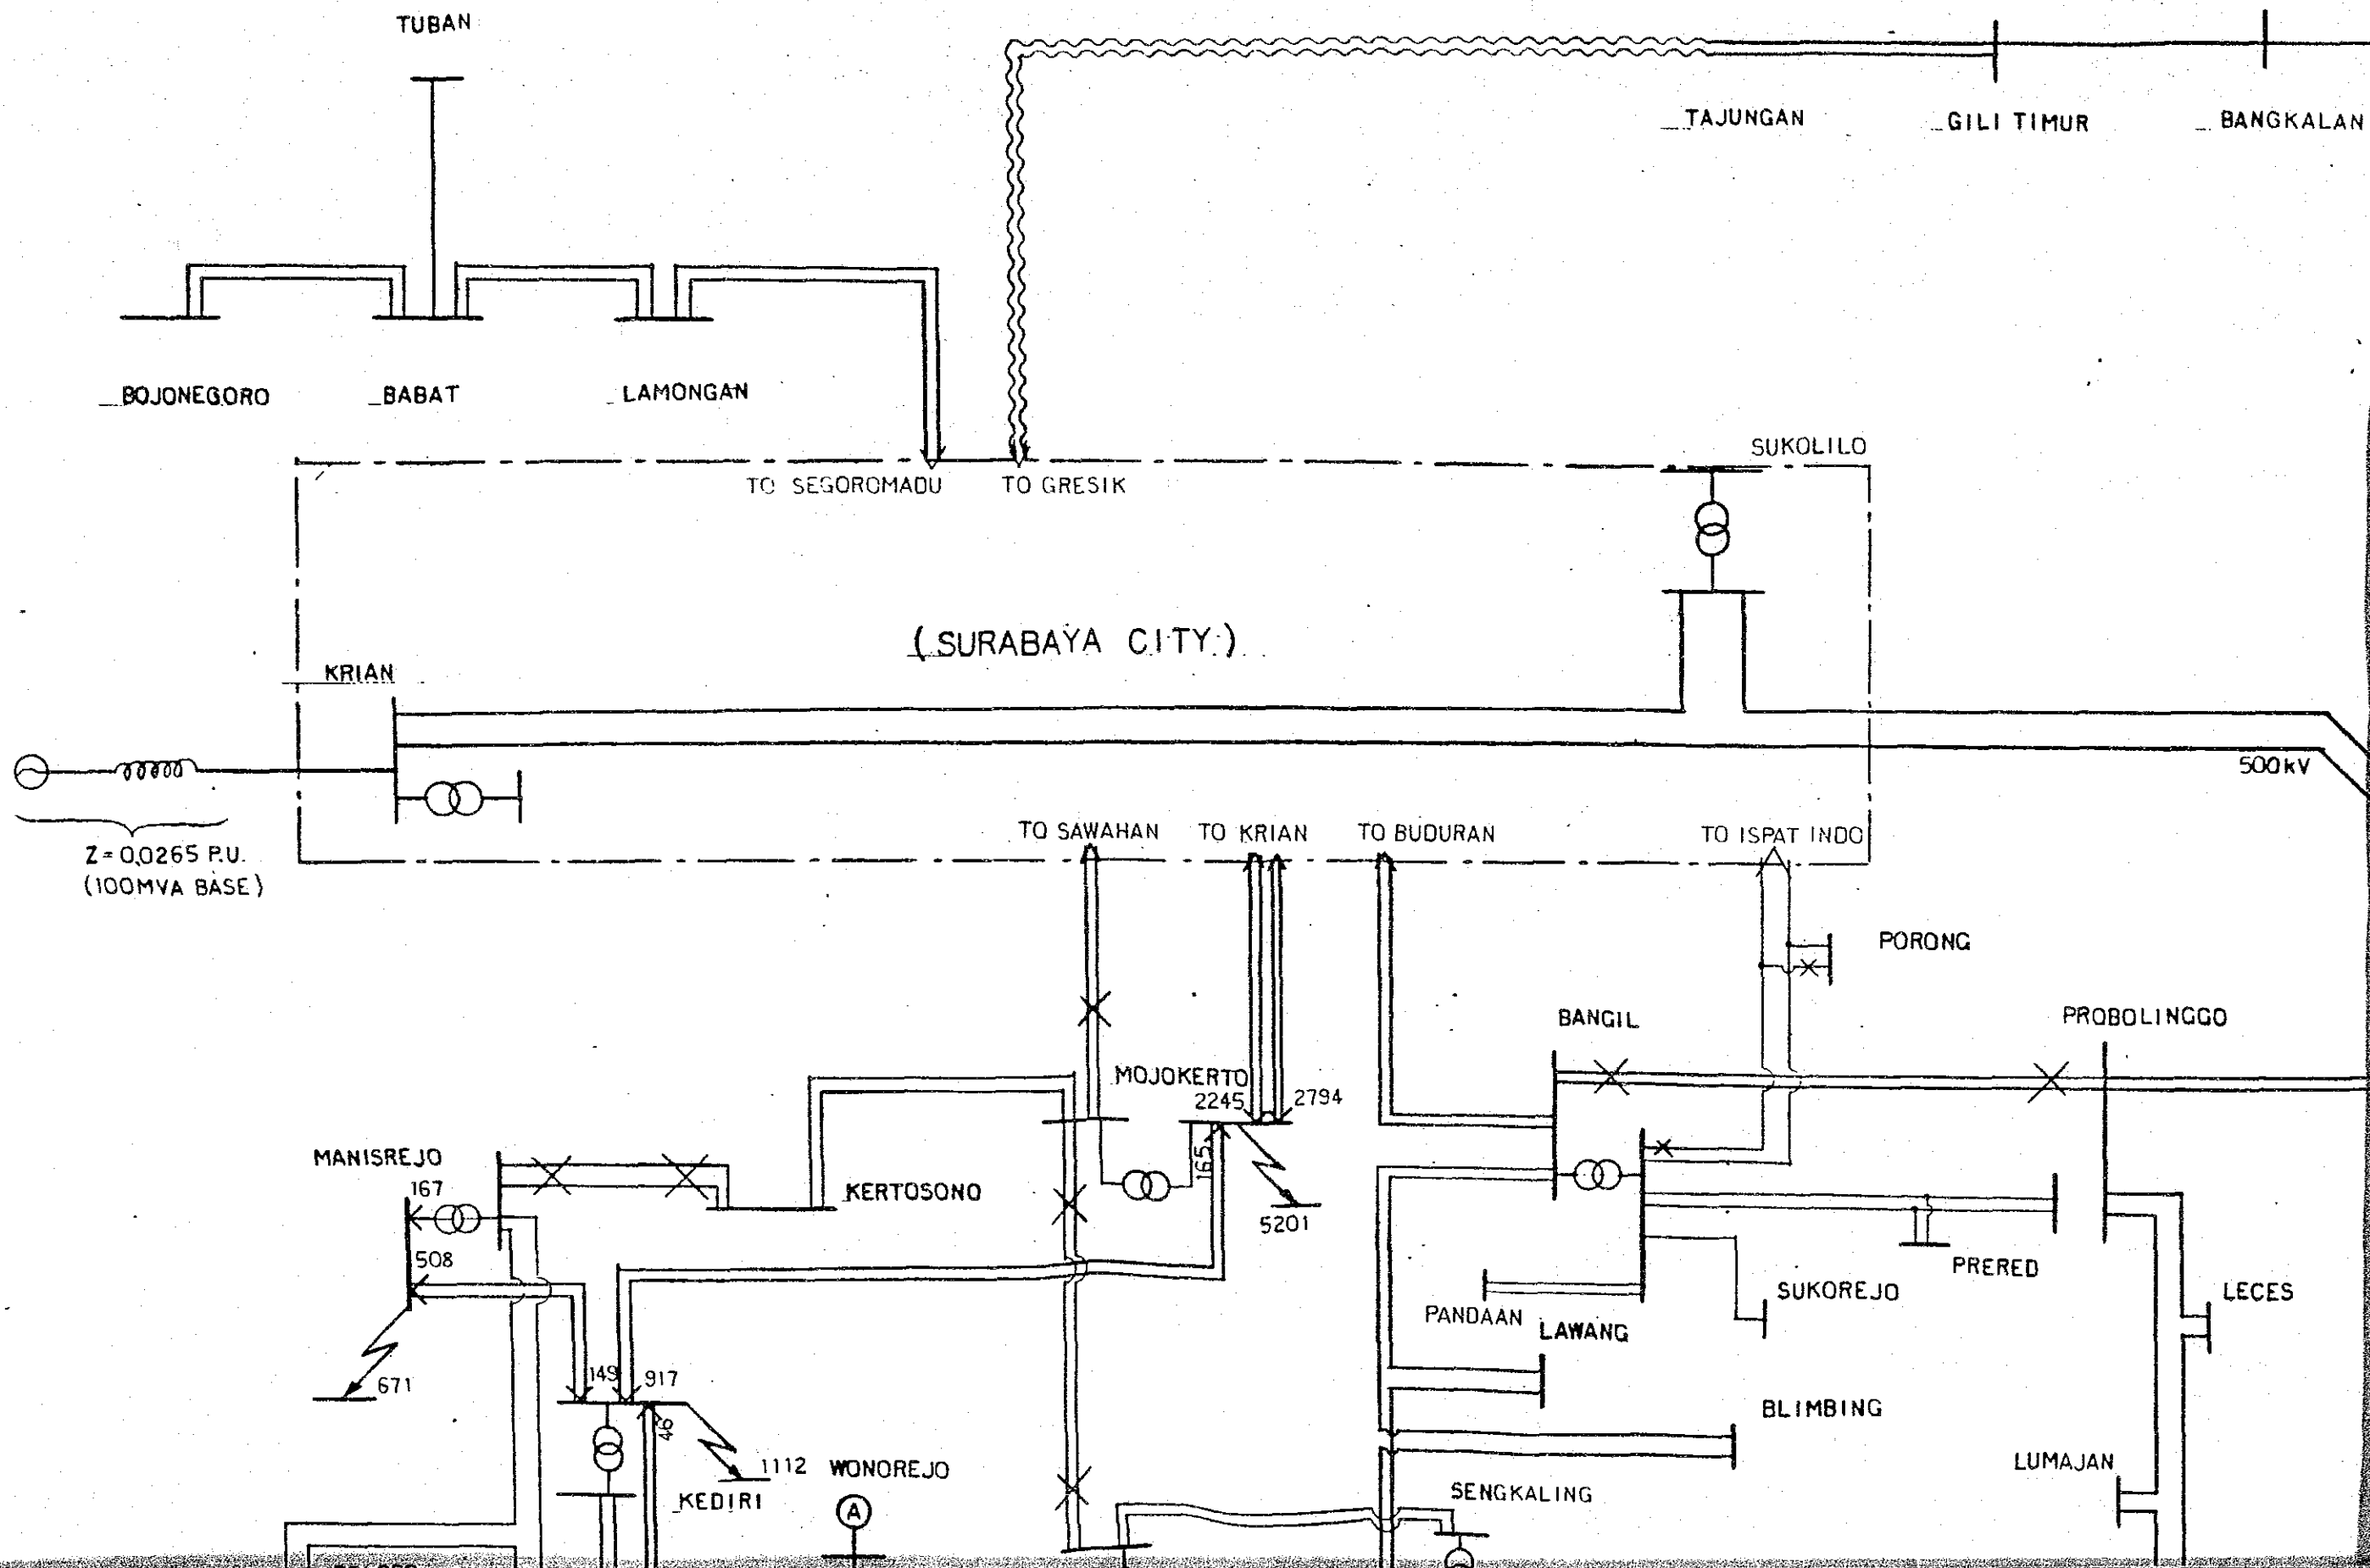 TUBAN
TAJUNGAN
GILI TIMUR
BANGKALAN
BOJONEGORO
BABAT
LAMONGAN
SUKOLILO
TO SEGOROMADU
TO GRESIK
(SURABAYA CITY)
KRIAN
500kV
TO SAWAHAN
TO KRIAN
TO BUDURAN
TO ISPAT INDO
Z=0,0265 P.U.
(100MVA BASE)
PORONG
BANGIL
PROBOLINGGO
MOJOKERTO
2245
2794
MANISREJO
165
167
KERTOSONO
5201
508
PRERED
SUKOREJO
LECES
PANDAAN
LAWANG
149
917
671
BLIMBING
46
1112
WONOREJO
LUMAJAN
KEDIRI
SENGKALING
A